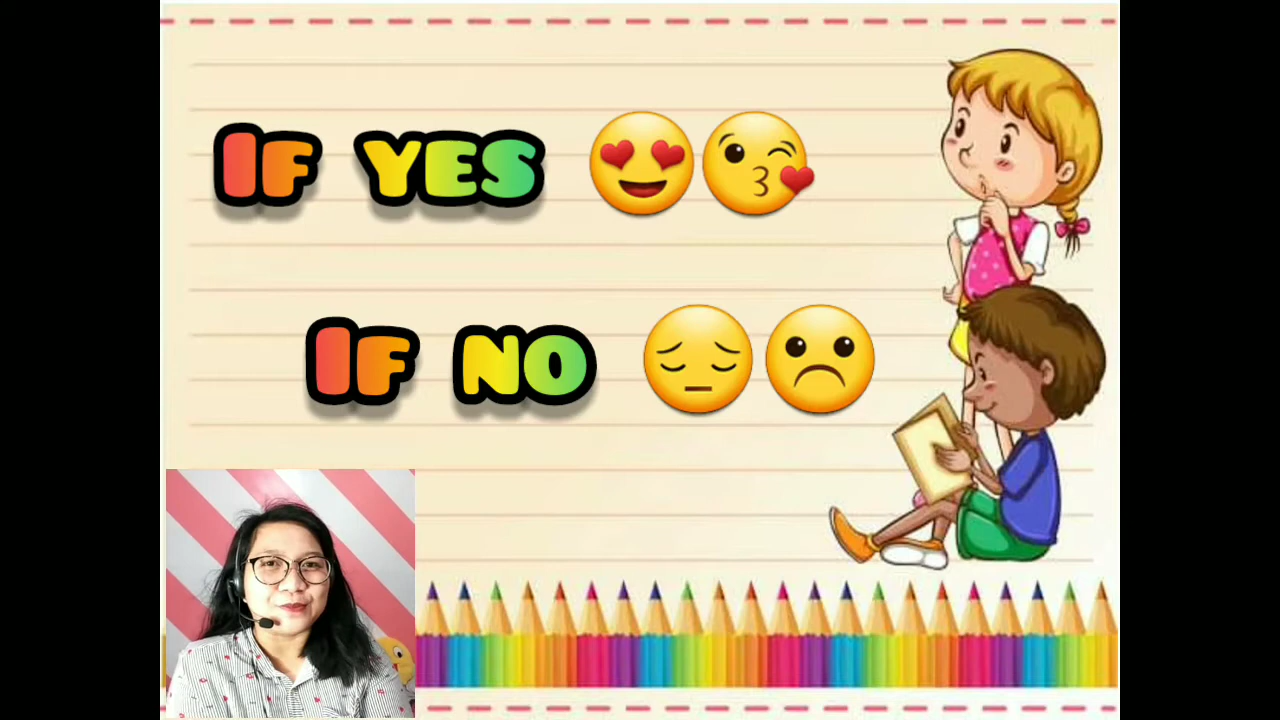 If yes 😍😘
If no 😔☹️